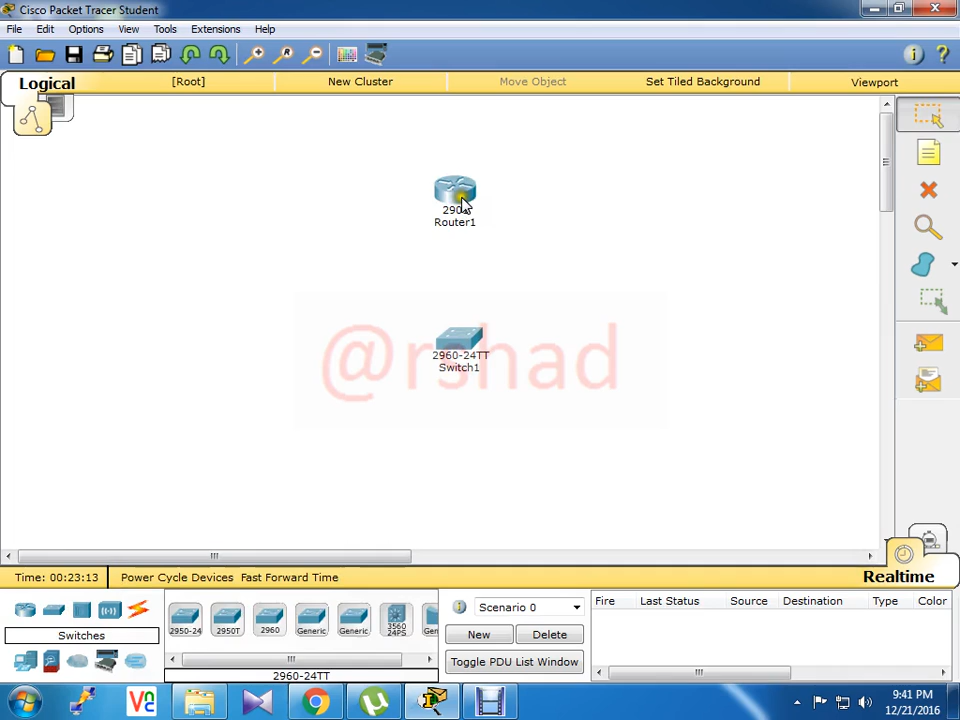 Cisco Packet Tracer Student
File Edit Options View Tools Extensions Help
Logical [Root] New Cluster Move Object Set Tiled Background Viewport
Router1
@rshad
2960-24TT
Switch1
Time: 00:23:13 Power Cycle Devices Fast Forward Time Realtime
Switches
2950-24 2950T 2960 Generic Generic 3560 24PS
2960-24TT
Scenario 0
New Delete
Toggle PDU List Window
Fire Last Status Source Destination Type Color
9:41 PM
12/21/2016